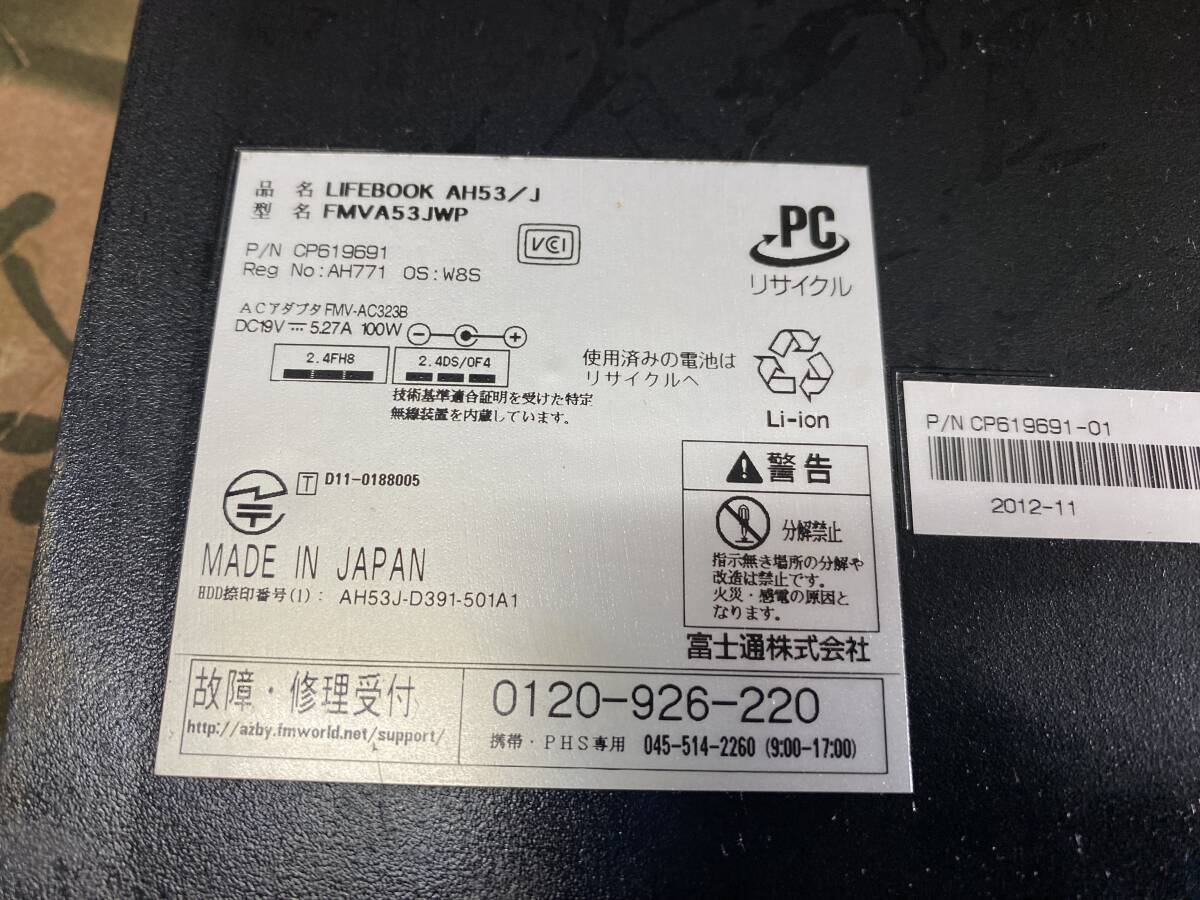 品 名 LIFEBOOK AH53/J
型 名 FMVA53JWP
P/N CP619691
Reg No:AH771 OS:W8S
VCCI
ACアダプタ FMV-AC323B
DC19V 5.27A 100W
2.4FH8
2.4DS/OF4
技術基準適合証明を受けた特定
無線装置を内蔵しています。
PC
リサイクル
使用済みの電池は
リサイクルへ
Li-ion
警告
分解禁止
指示無き場所の分解や
改造は禁止です。
火災・感電の原因と
なります。
T D11-0188005
MADE IN JAPAN
HDD捺印番号(1): AH53J-D391-501A1
富士通株式会社
故障・修理受付
http://azby.fmworld.net/support/
0120-926-220
携帯・PHS専用 045-514-2260 (9:00-17:00)
P/N CP619691-01
2012-11